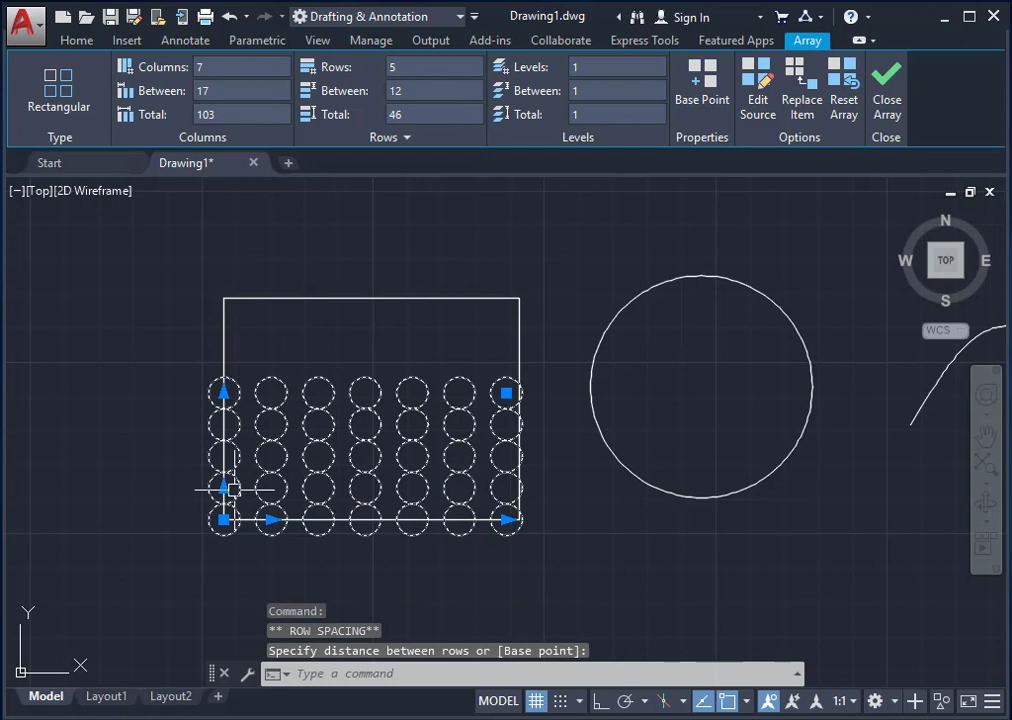 Drafting & Annotation
Drawing1.dwg
Sign In
Home Insert Annotate Parametric View Manage Output Add-ins Collaborate Express Tools Featured Apps Array
Columns: 7 Rows: 5 Levels: 1
Between: 17 Between: 12 Between: 1
Total: 103 Total: 46 Total: 1
Rectangular
Base Point
Edit Source
Replace Item
Reset Array
Close Array
Type Columns Rows Levels Properties Options Close
Start Drawing1*
[−][Top][2D Wireframe]
N
W TOP E
S
WCS
Command:
** ROW SPACING**
Specify distance between rows or [Base point]:
Type a command
Y
X
Model Layout1 Layout2 MODEL 1:1